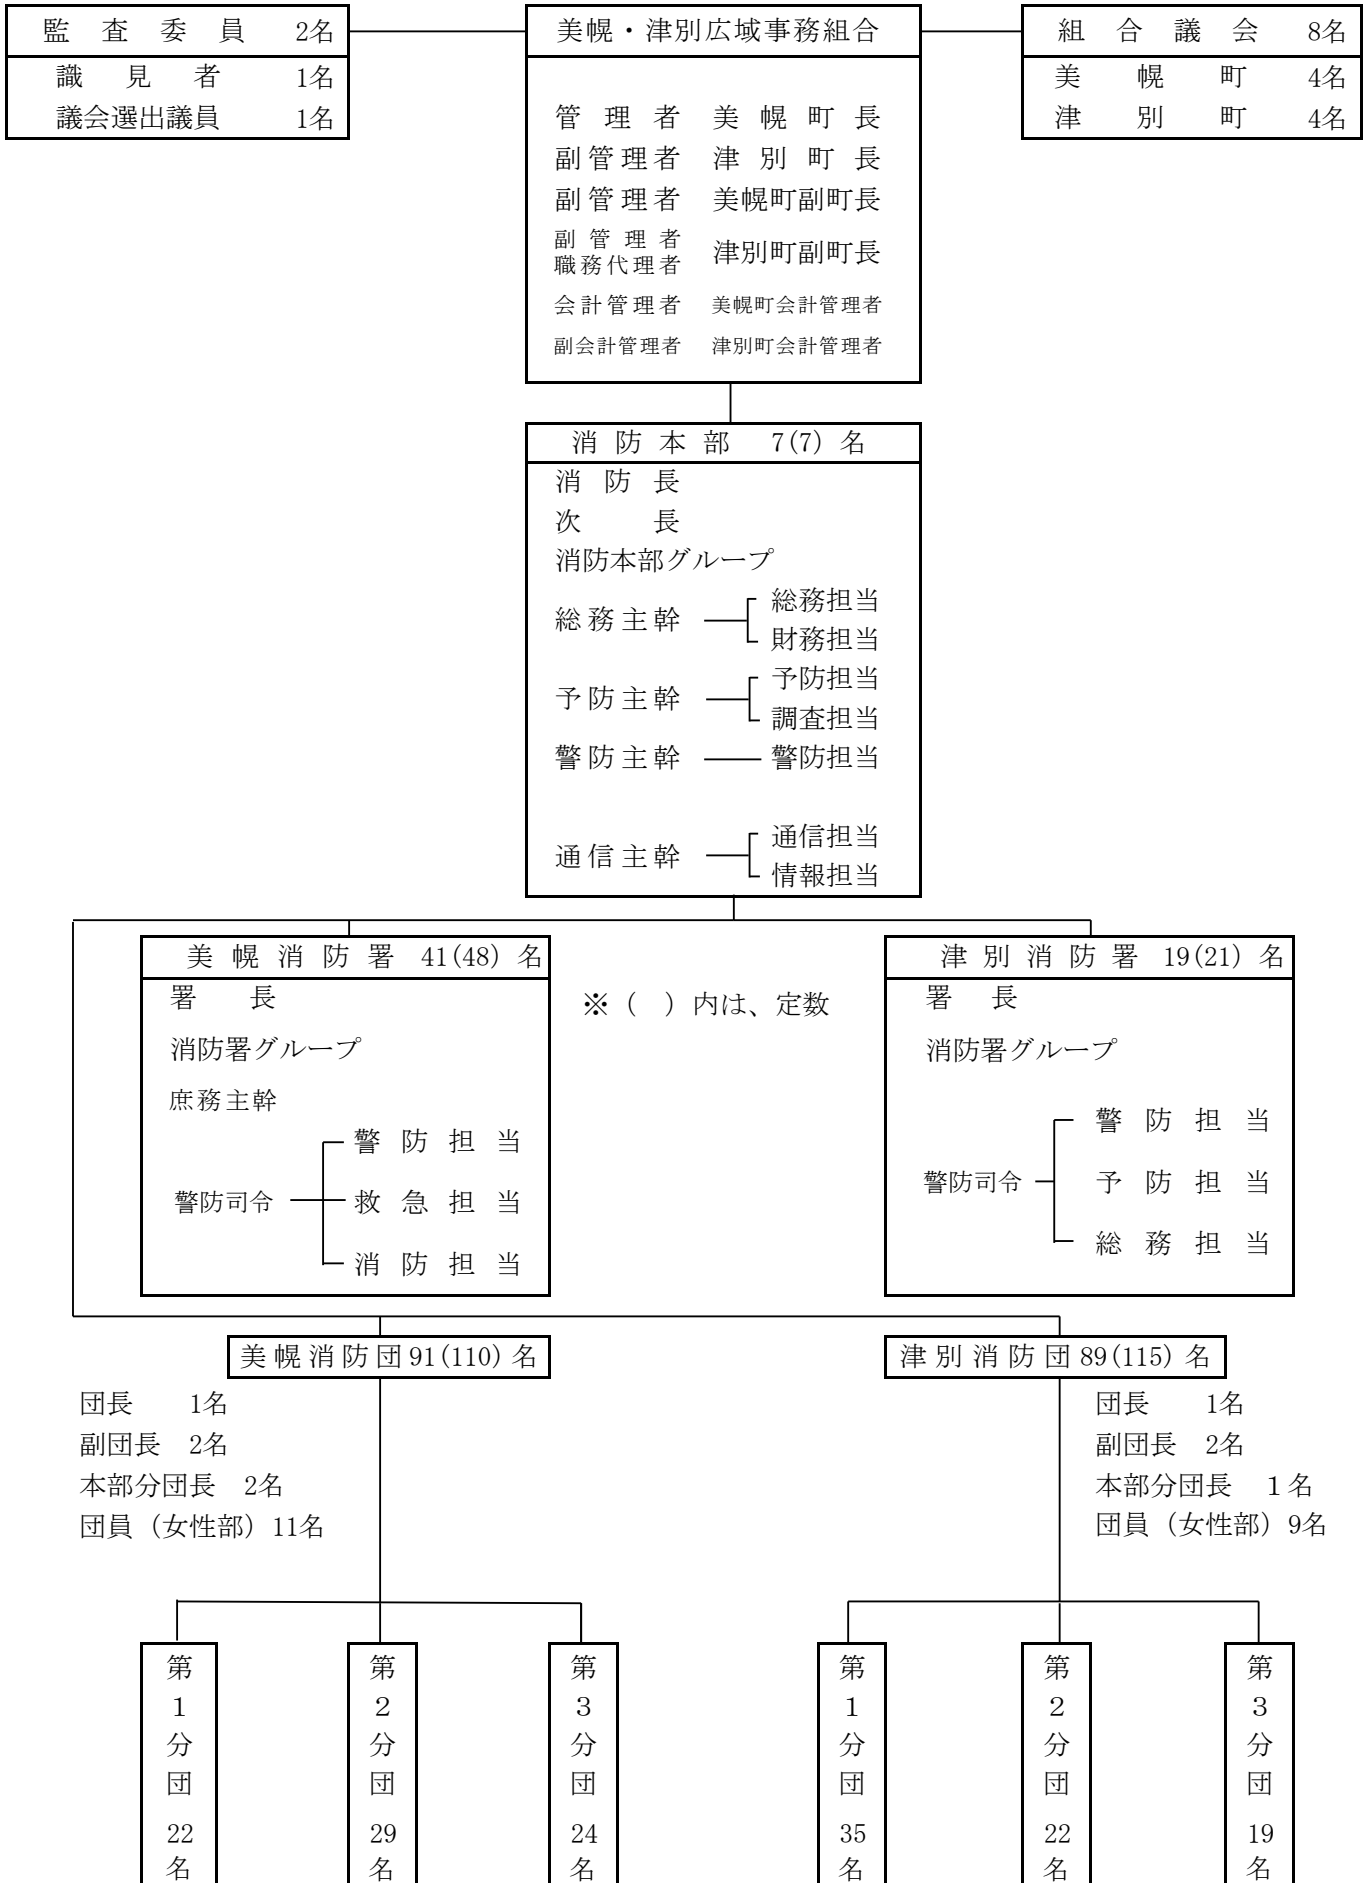 監査委員 2名
識見者 1名
議会選出議員 1名
美幌・津別広域事務組合
管理者 美幌町長
副管理者 津別町長
副管理者 美幌町副町長
副管理者
職務代理者 津別町副町長
会計管理者 美幌町会計管理者
副会計管理者 津別町会計管理者
組合議会 8名
美幌町 4名
津別町 4名
消防本部 7(7)名
消防長
次長
消防本部グループ
総務主幹 総務担当
財務担当
予防主幹 予防担当
調査担当
警防主幹 警防担当
通信主幹 通信担当
情報担当
美幌消防署 41(48)名
署長
消防署グループ
庶務主幹
警防担当
警防司令 救急担当
消防担当
※( )内は、定数
津別消防署 19(21)名
署長
消防署グループ
警防担当
警防司令 予防担当
総務担当
美幌消防団91(110)名
団長 1名
副団長 2名
本部分団長 2名
団員(女性部)11名
第1分団22名
第2分団29名
第3分団24名
津別消防団89(115)名
団長 1名
副団長 2名
本部分団長 1名
団員(女性部)9名
第1分団35名
第2分団22名
第3分団19名